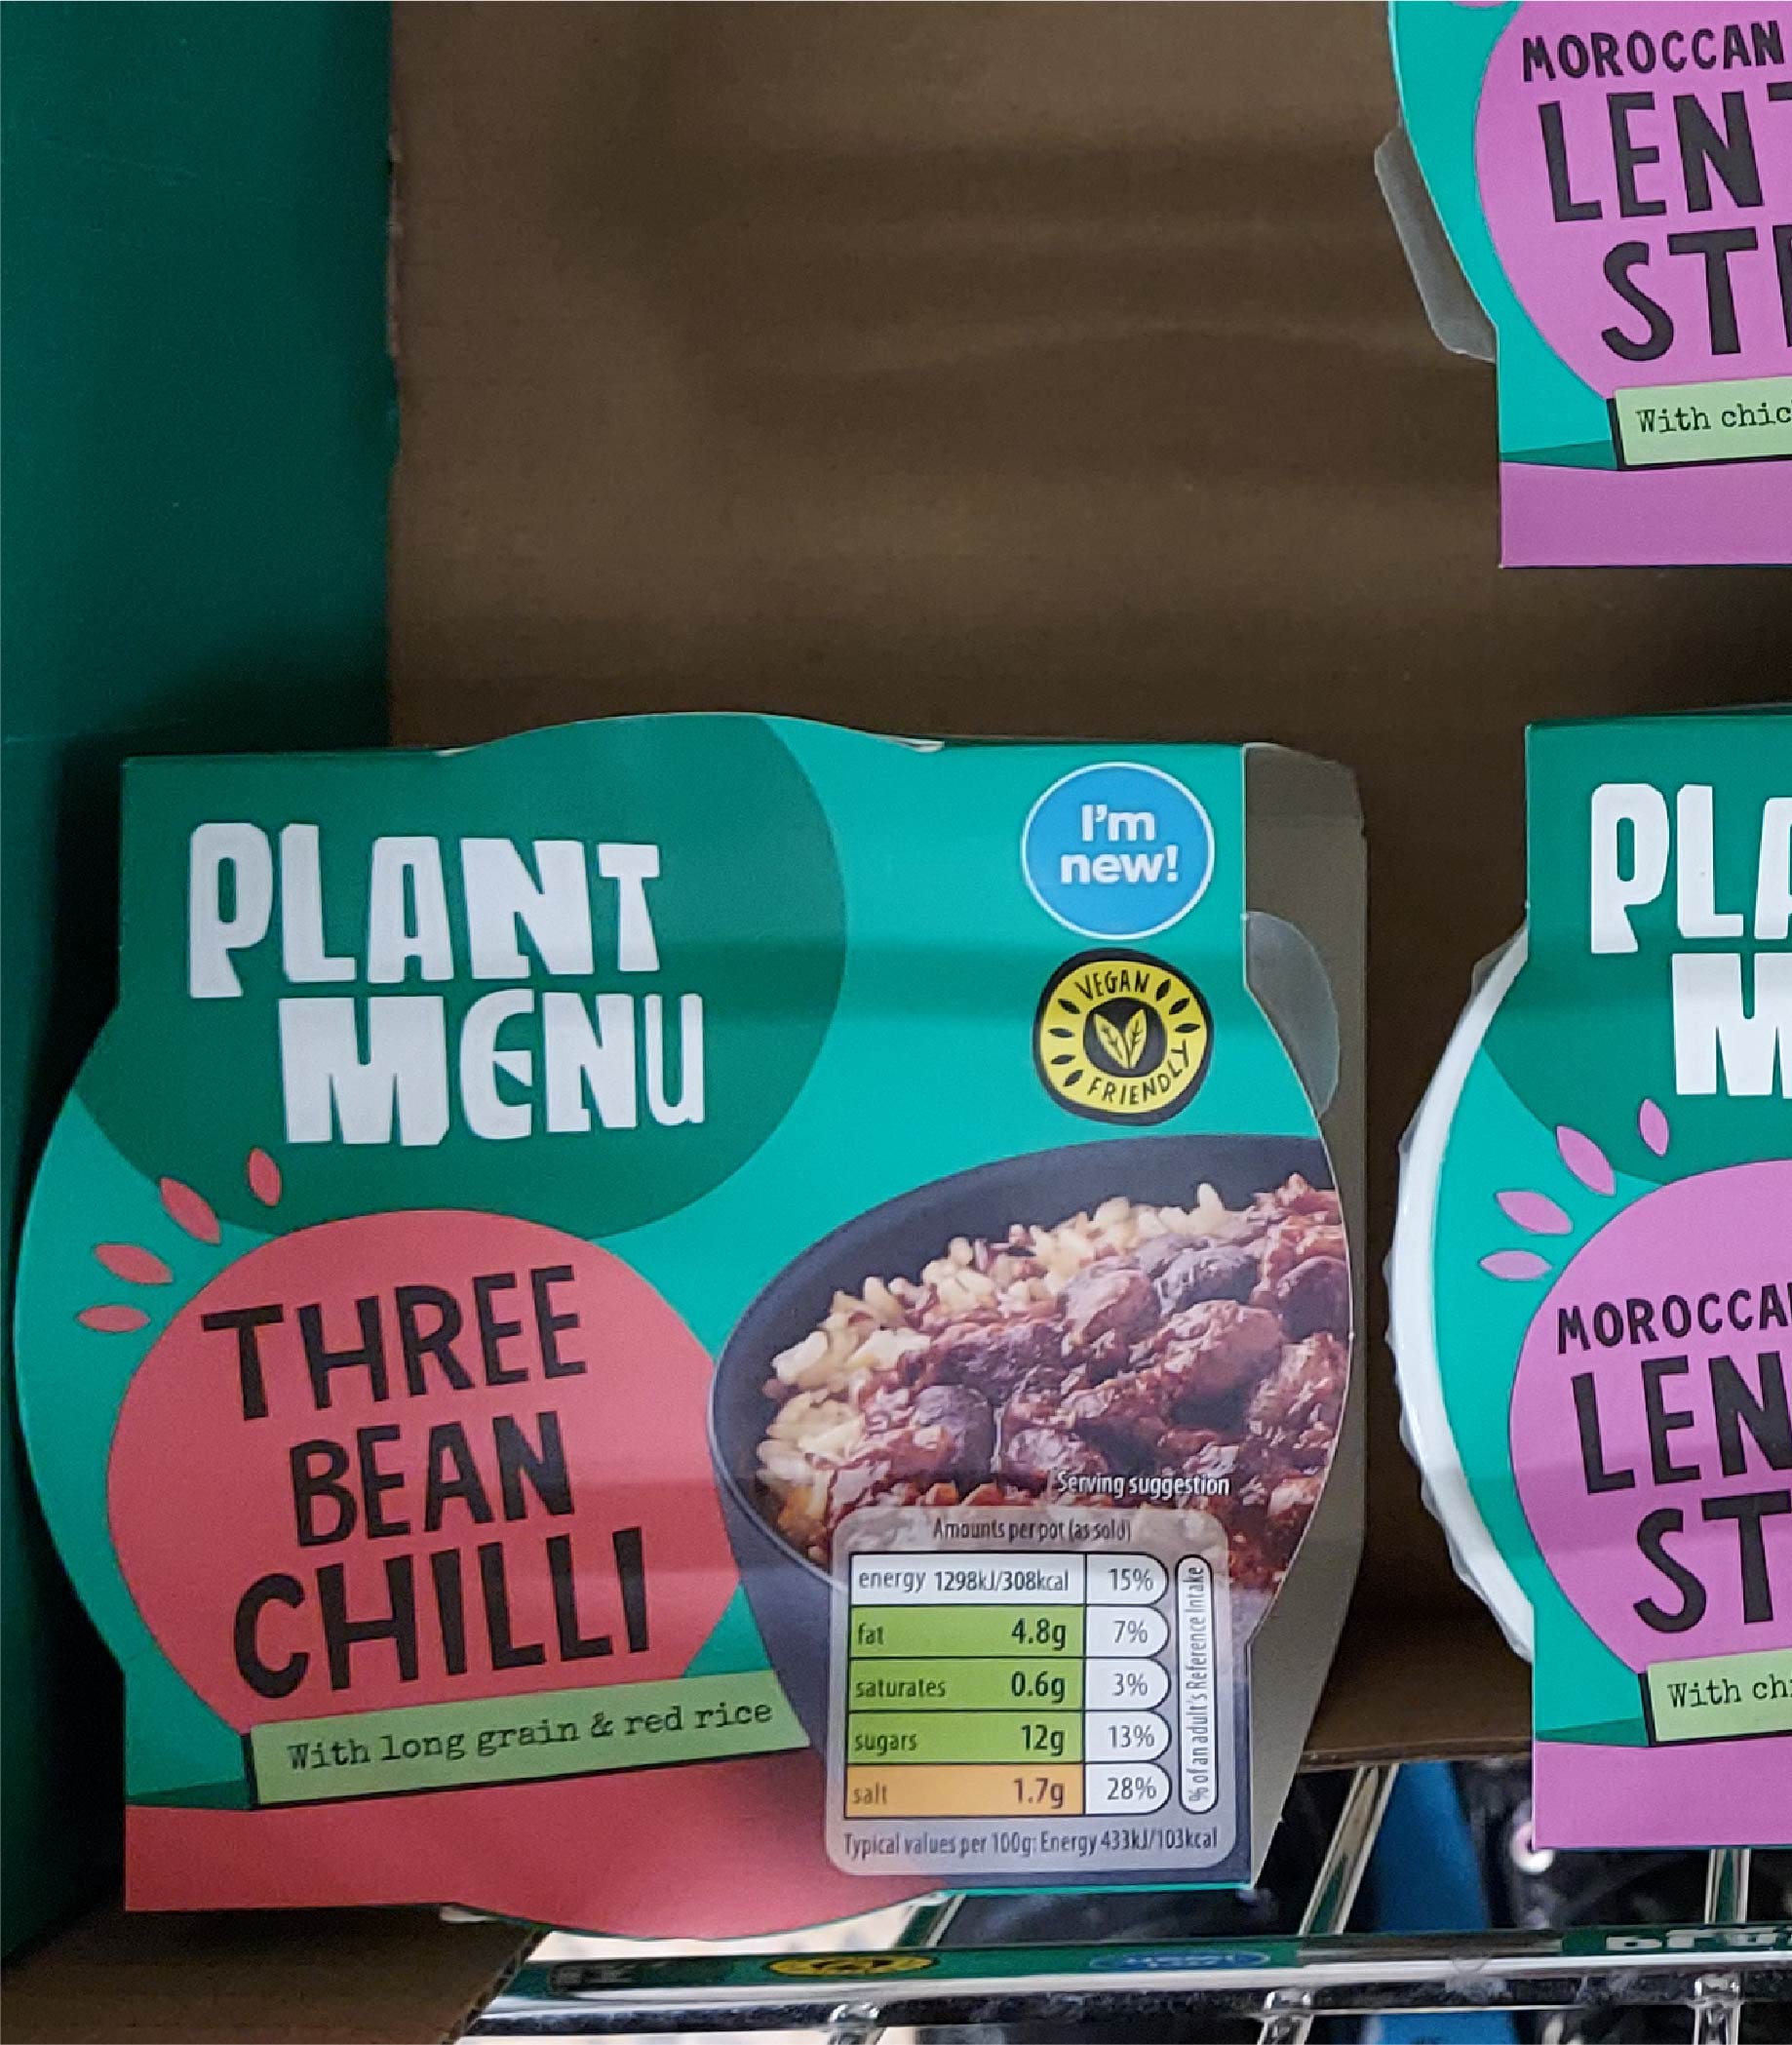 MOROCCAN
LEN
ST
With chic
PLANT
MENU
I'm
new!
VEGAN
FRIENDLY
THREE
BEAN
CHILLI
With long grain & red rice
Serving suggestion
Amounts per pot (as sold)
energy 1298kJ/308kcal 15%
fat 4.8g 7%
saturates 0.6g 3%
sugars 12g 13%
salt 1.7g 28%
% of an adult's Reference Intake
Typical values per 100g: Energy 433kJ/103kcal
PLA
M
MOROCCA
LEN
ST
With ch